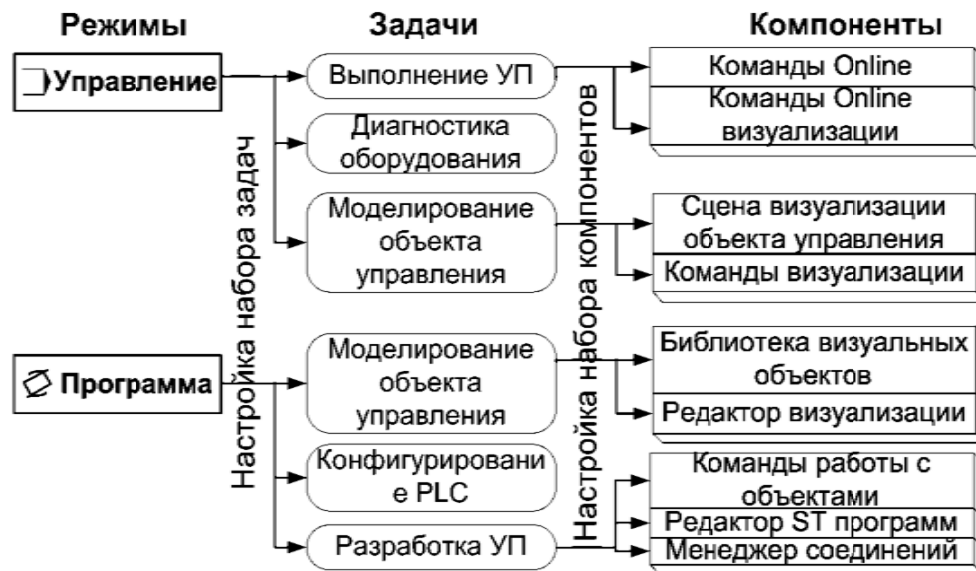 Режимы
Задачи
Компоненты
Управление
Программа
Настройка набора задач
Выполнение УП
Диагностика
оборудования
Моделирование
объекта
управления
Моделирование
объекта
управления
Конфигурировани
е PLC
Разработка УП
Настройка набора компонентов
Команды Online
Команды Online
визуализации
Сцена визуализации
объекта управления
Команды визуализации
Библиотека визуальных
объектов
Редактор визуализации
Команды работы с
объектами
Редактор ST программ
Менеджер соединений